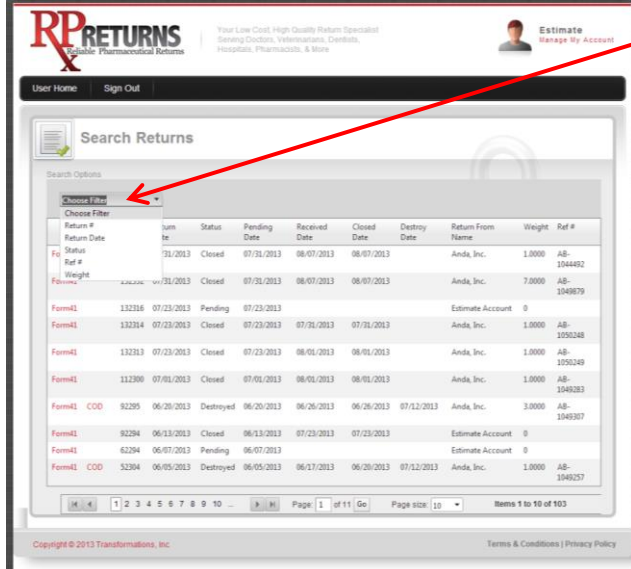 RPRETURNS
Reliable Pharmaceutical Returns
Your Low Cost, High Quality Return Specialist
Serving Doctors, Veterinarians, Dentists,
Hospitals, Pharmacists, & More
Estimate
Manage My Account
User Home Sign Out
Search Returns
Search Options
Choose Filter
Choose Filter
Return #
Return Date
Status
Ref #
Weight
Status Pending Date Received Date Closed Date Destroy Date Return From Name Weight Ref #
/31/2013 Closed 07/31/2013 08/07/2013 08/07/2013 Anda, Inc. 1.0000 AB-1044492
07/31/2013 Closed 07/31/2013 08/07/2013 08/07/2013 Anda, Inc. 7.0000 AB-1049879
Form41 132316 07/23/2013 Pending 07/23/2013 Estimate Account 0
Form41 132314 07/23/2013 Closed 07/23/2013 07/31/2013 07/31/2013 Anda, Inc. 1.0000 AB-1050248
Form41 132313 07/23/2013 Closed 07/23/2013 08/01/2013 08/01/2013 Anda, Inc. 1.0000 AB-1050249
Form41 112300 07/01/2013 Closed 07/01/2013 08/01/2013 08/01/2013 Anda, Inc. 1.0000 AB-1049283
Form41 COD 92295 06/20/2013 Destroyed 06/20/2013 06/26/2013 06/26/2013 07/12/2013 Anda, Inc. 3.0000 AB-1049307
Form41 92294 06/13/2013 Closed 06/13/2013 07/23/2013 07/23/2013 Estimate Account 0
Form41 62294 06/07/2013 Pending 06/07/2013 Estimate Account 0
Form41 COD 52304 06/05/2013 Destroyed 06/05/2013 06/17/2013 06/20/2013 07/12/2013 Anda, Inc. 1.0000 AB-1049257
1 2 3 4 5 6 7 8 9 10 ... Page: 1 of 11 Go Page size: 10 Items 1 to 10 of 103
Copyright © 2013 Transformations, Inc. Terms & Conditions | Privacy Policy